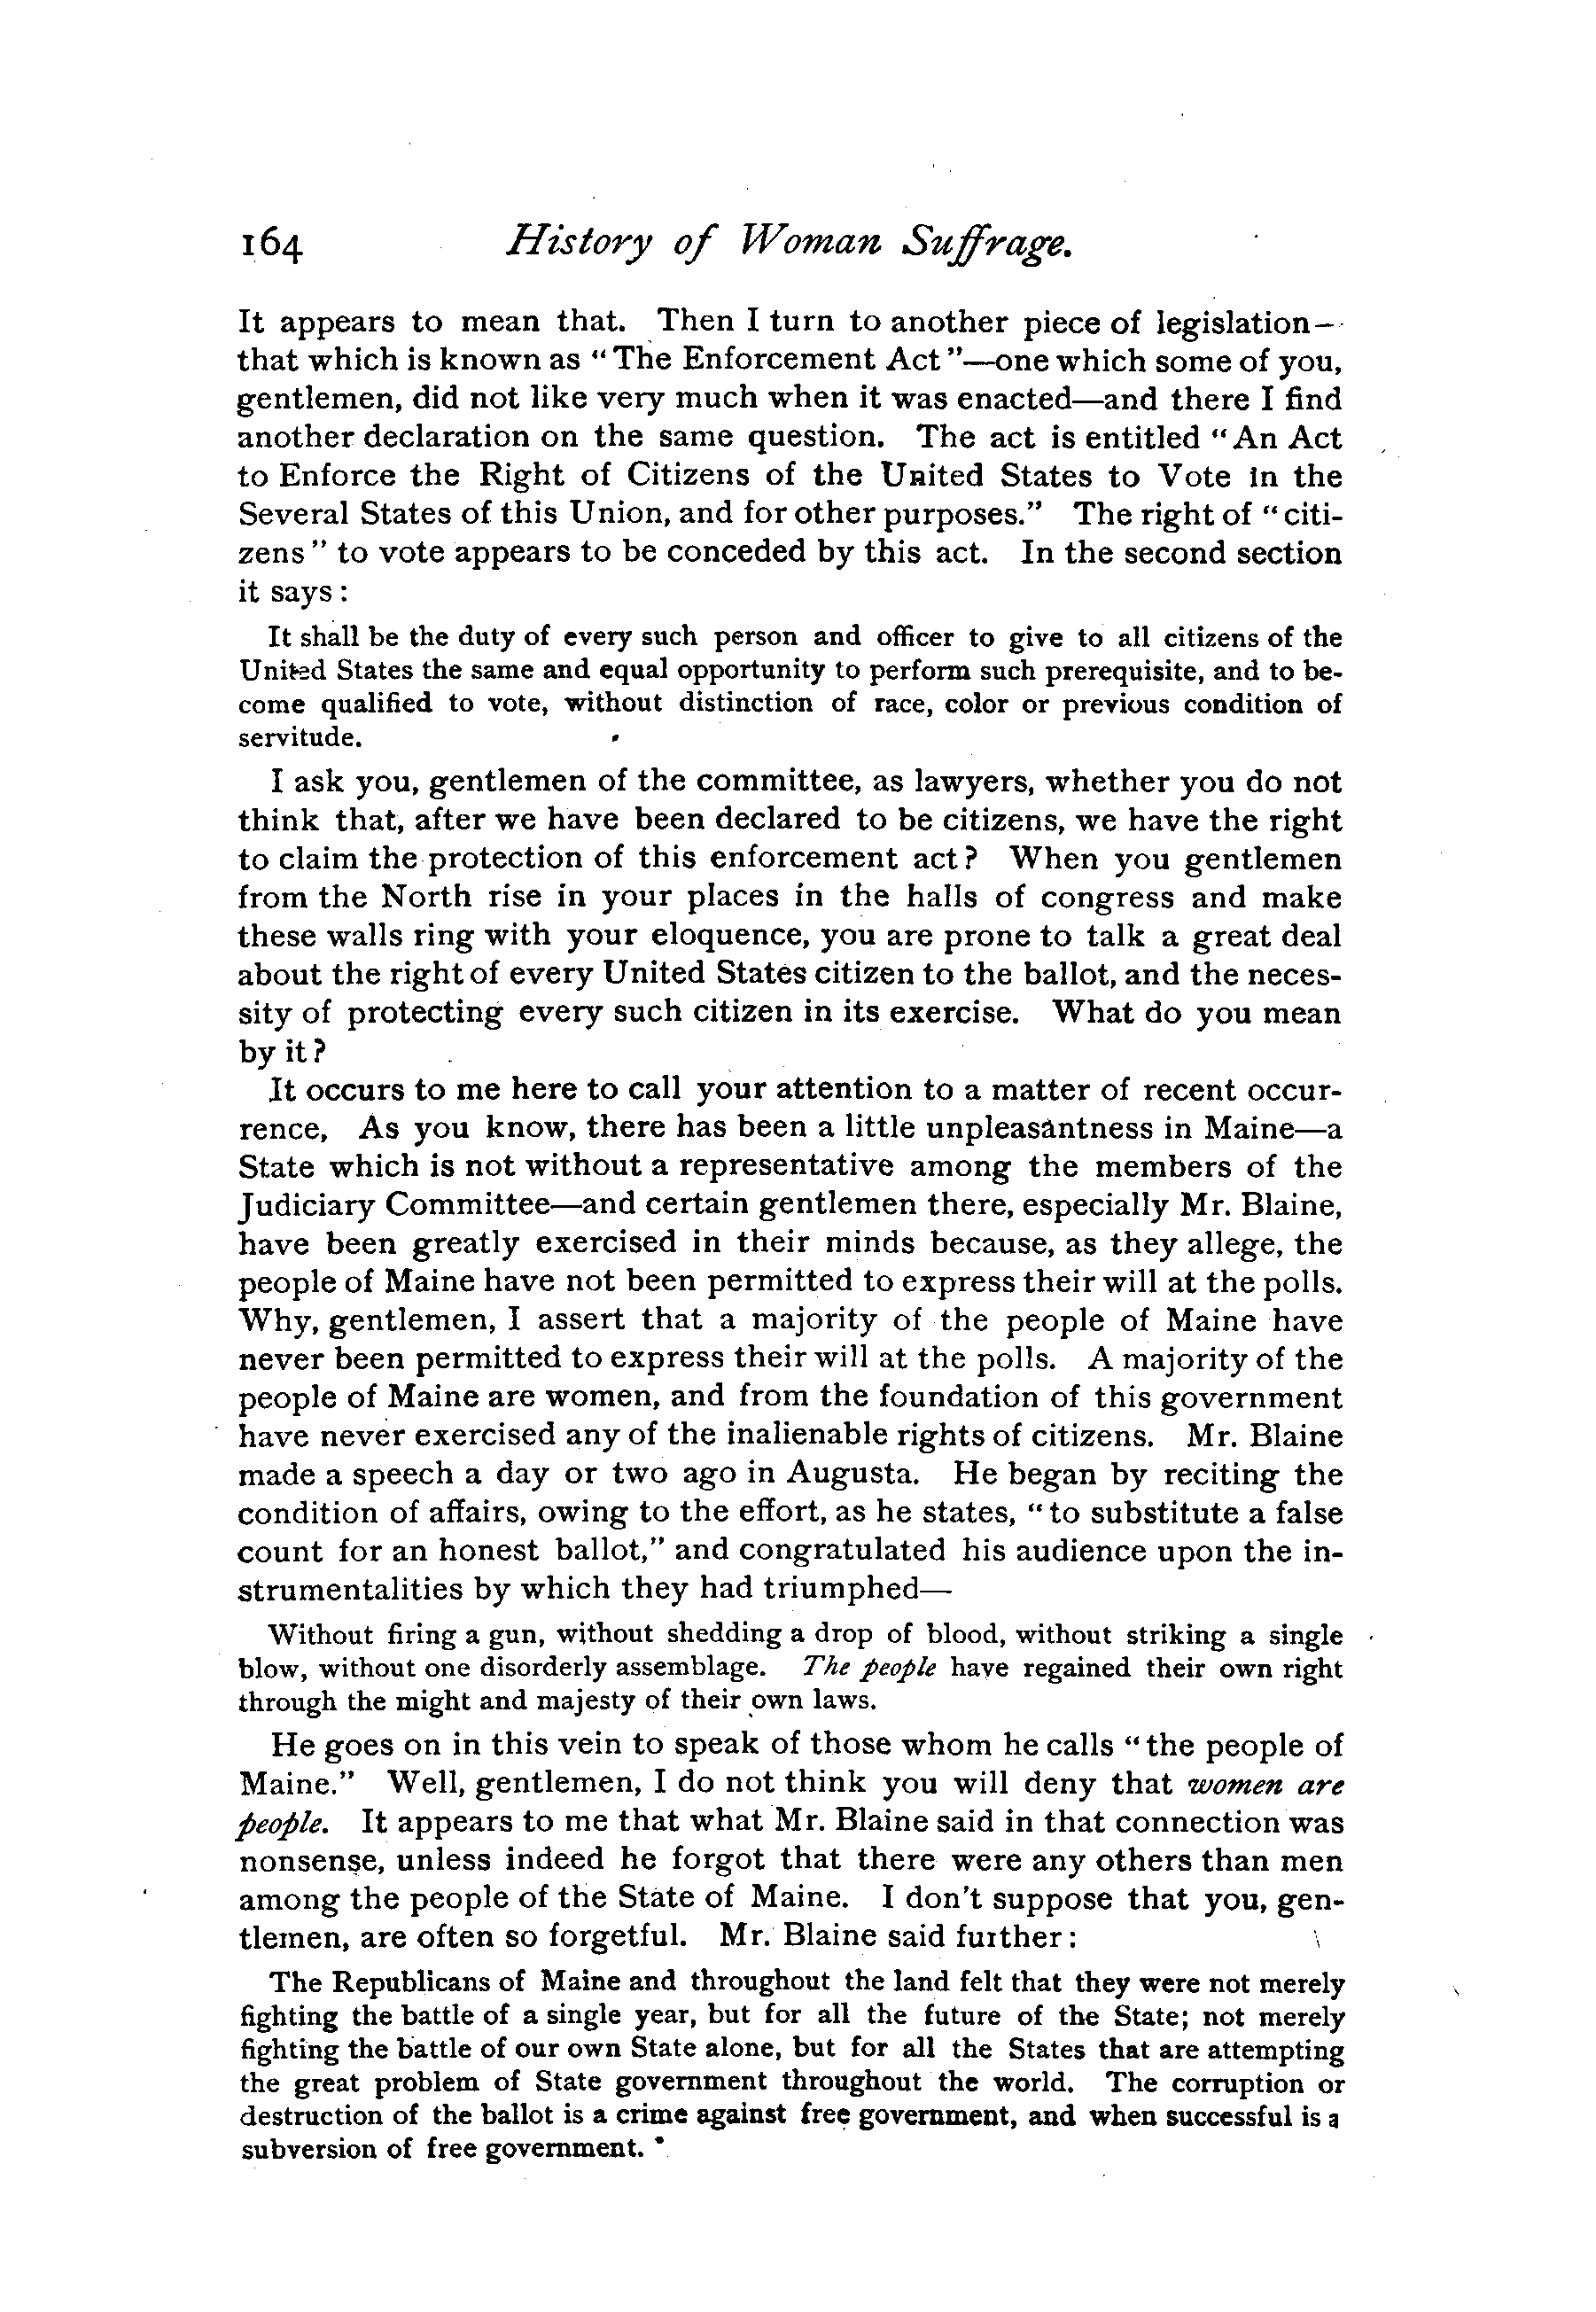 164 History of Woman Suffrage.
It appears to mean that. Then I turn to another piece of legislation—
that which is known as "The Enforcement Act"—one which some of you,
gentlemen, did not like very much when it was enacted—and there I find
another declaration on the same question. The act is entitled "An Act
to Enforce the Right of Citizens of the United States to Vote in the
Several States of this Union, and for other purposes." The right of "citi-
zens" to vote appears to be conceded by this act. In the second section
it says:
It shall be the duty of every such person and officer to give to all citizens of the
United States the same and equal opportunity to perform such prerequisite, and to be-
come qualified to vote, without distinction of race, color or previous condition of
servitude.
I ask you, gentlemen of the committee, as lawyers, whether you do not
think that, after we have been declared to be citizens, we have the right
to claim the protection of this enforcement act? When you gentlemen
from the North rise in your places in the halls of congress and make
these walls ring with your eloquence, you are prone to talk a great deal
about the right of every United States citizen to the ballot, and the neces-
sity of protecting every such citizen in its exercise. What do you mean
by it?
It occurs to me here to call your attention to a matter of recent occur-
rence, As you know, there has been a little unpleasantness in Maine—a
State which is not without a representative among the members of the
Judiciary Committee—and certain gentlemen there, especially Mr. Blaine,
have been greatly exercised in their minds because, as they allege, the
people of Maine have not been permitted to express their will at the polls.
Why, gentlemen, I assert that a majority of the people of Maine have
never been permitted to express their will at the polls. A majority of the
people of Maine are women, and from the foundation of this government
have never exercised any of the inalienable rights of citizens. Mr. Blaine
made a speech a day or two ago in Augusta. He began by reciting the
condition of affairs, owing to the effort, as he states, "to substitute a false
count for an honest ballot," and congratulated his audience upon the in-
strumentalities by which they had triumphed—
Without firing a gun, without shedding a drop of blood, without striking a single
blow, without one disorderly assemblage. The people have regained their own right
through the might and majesty of their own laws.
He goes on in this vein to speak of those whom he calls "the people of
Maine." Well, gentlemen, I do not think you will deny that women are
people. It appears to me that what Mr. Blaine said in that connection was
nonsense, unless indeed he forgot that there were any others than men
among the people of the State of Maine. I don't suppose that you, gen-
tlemen, are often so forgetful. Mr. Blaine said further:
The Republicans of Maine and throughout the land felt that they were not merely
fighting the battle of a single year, but for all the future of the State; not merely
fighting the battle of our own State alone, but for all the States that are attempting
the great problem of State government throughout the world. The corruption or
destruction of the ballot is a crime against free government, and when successful is a
subversion of free government.